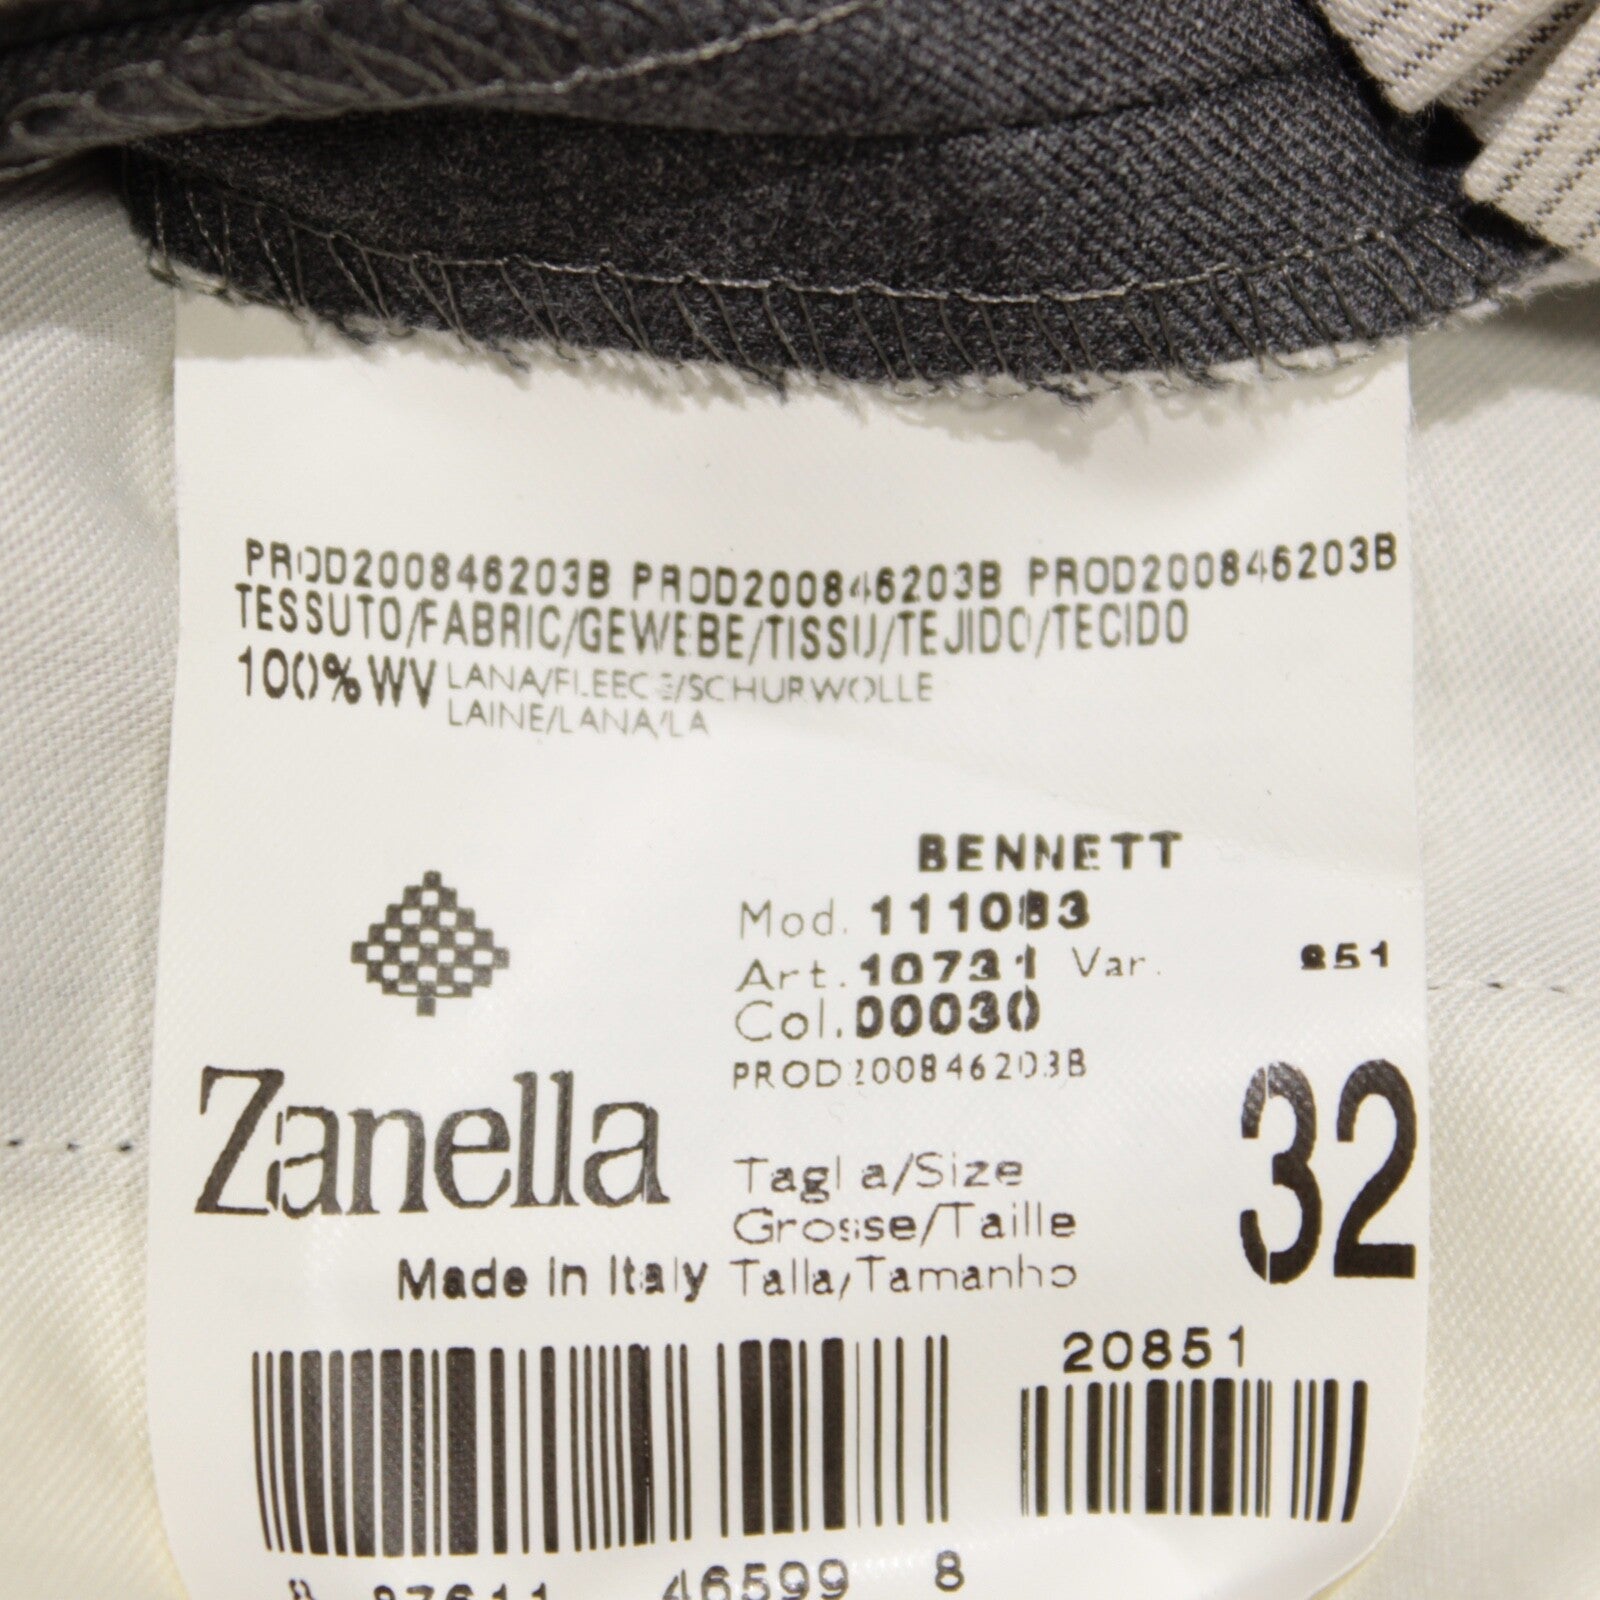 PROD200846203B PROD200846203B PROD200846203B
TESSUTO/FABRIC/GEWEBE/TISSU/TEJIDO/TECIDO
100% WV LANA/FLEECE/SCHURWOLLE
LAINE/LANA/LA
BENNETT
Mod. 111083
Art. 10731 Var. 851
Col. 00030
PROD200846203B
Zanella
Taglia/Size
Grosse/Taille 32
Made in Italy Talla/Tamanho
20851
46599 8